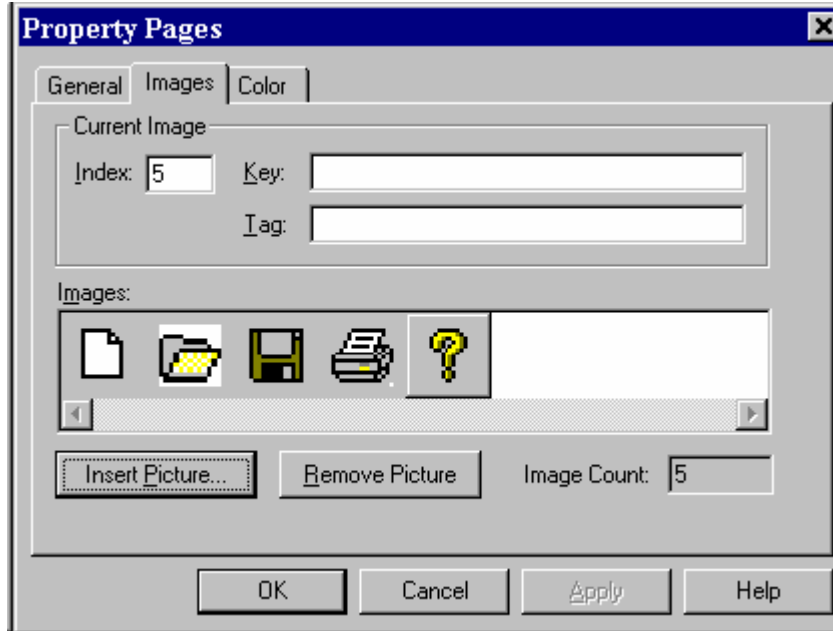 Property Pages
General Images Color
Current Image
Index: 5 Key:
Tag:
Images:
Insert Picture... Remove Picture Image Count: 5
OK Cancel Apply Help